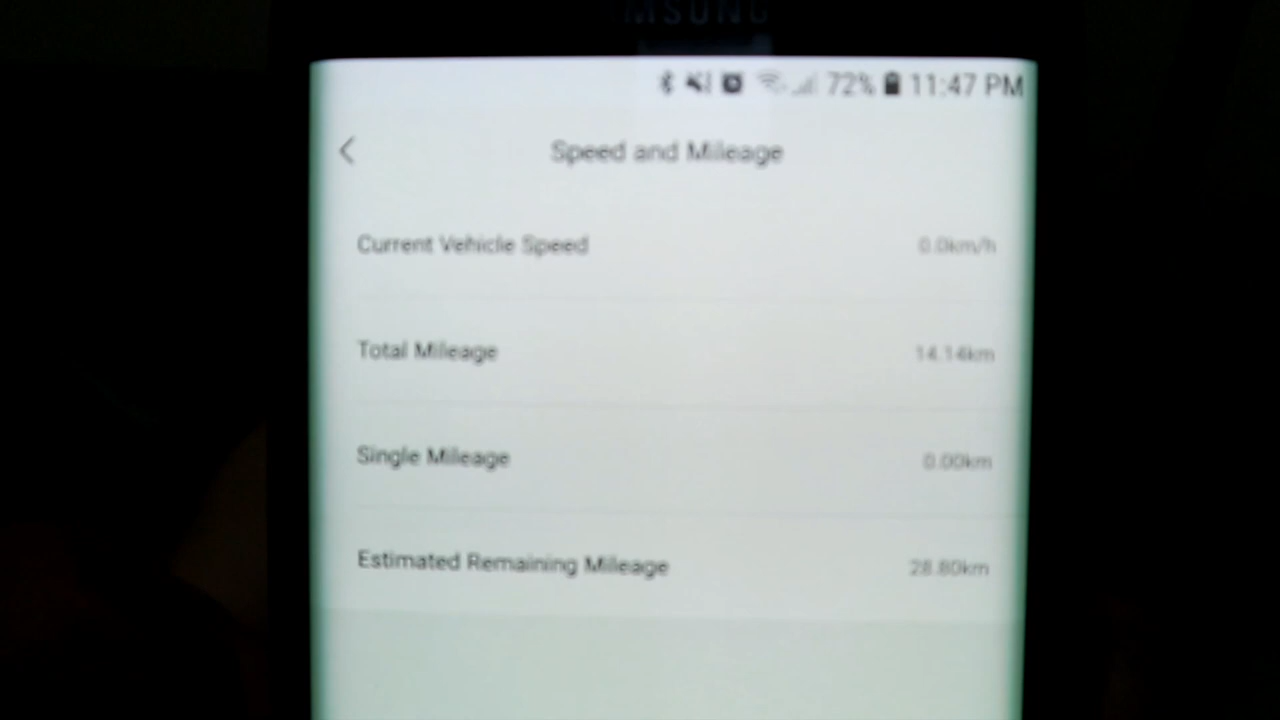 72% 11:47 PM
Speed and Mileage
Current Vehicle Speed 0.0km/h
Total Mileage 14.14km
Single Mileage 0.00km
Estimated Remaining Mileage 28.80km